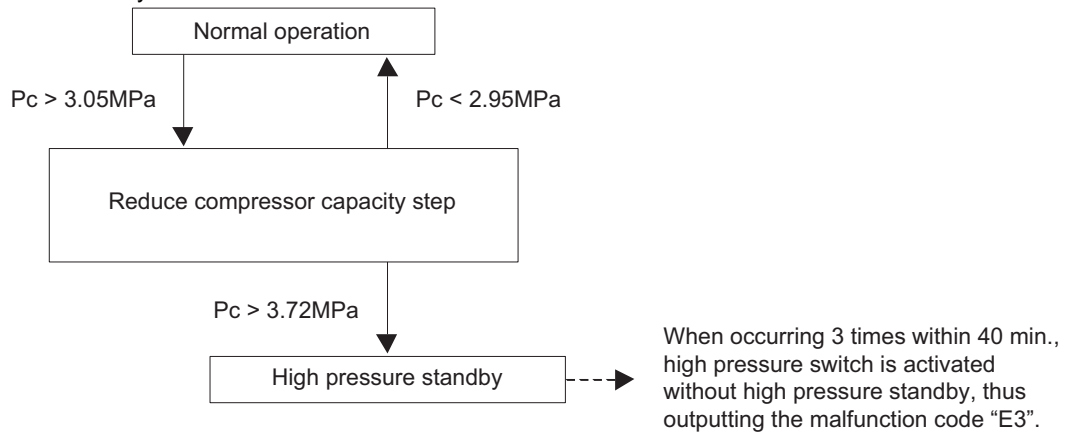 Normal operation
Pc > 3.05MPa
Pc < 2.95MPa
Reduce compressor capacity step
Pc > 3.72MPa
High pressure standby
When occurring 3 times within 40 min.,
high pressure switch is activated
without high pressure standby, thus
outputting the malfunction code “E3”.